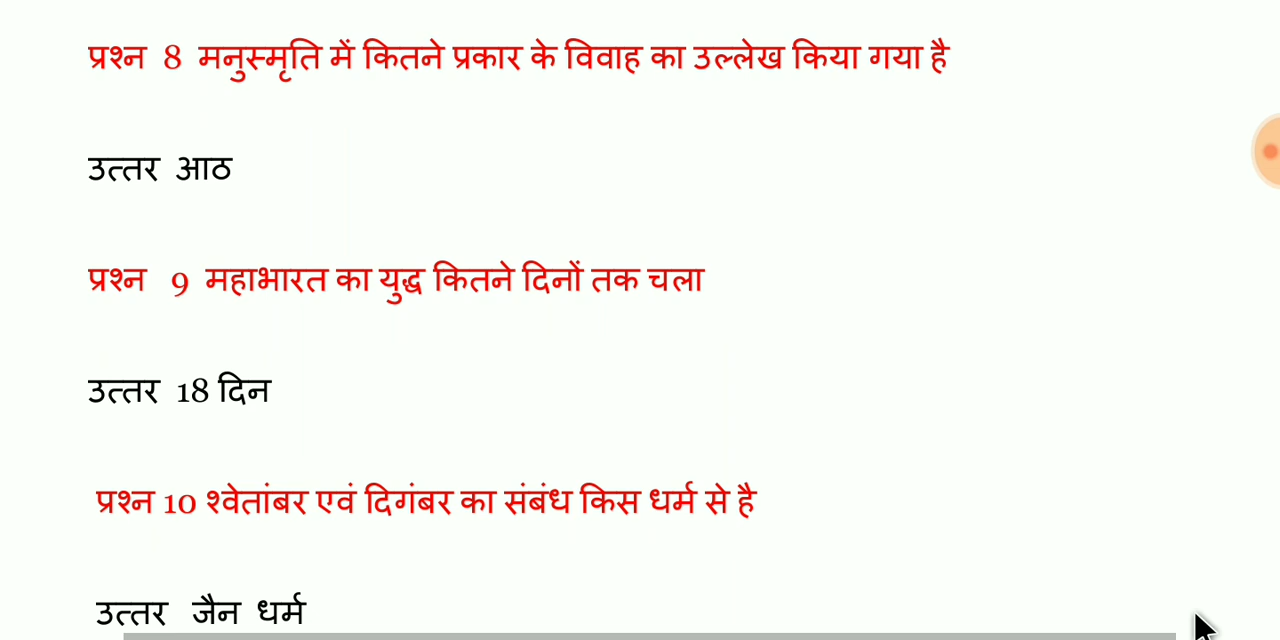 प्रश्न 8 मनुस्मृति में कितने प्रकार के विवाह का उल्लेख किया गया है
उत्तर आठ
प्रश्न 9 महाभारत का युद्ध कितने दिनों तक चला
उत्तर 18 दिन
प्रश्न 10 श्वेतांबर एवं दिगंबर का संबंध किस धर्म से है
उत्तर जैन धर्म